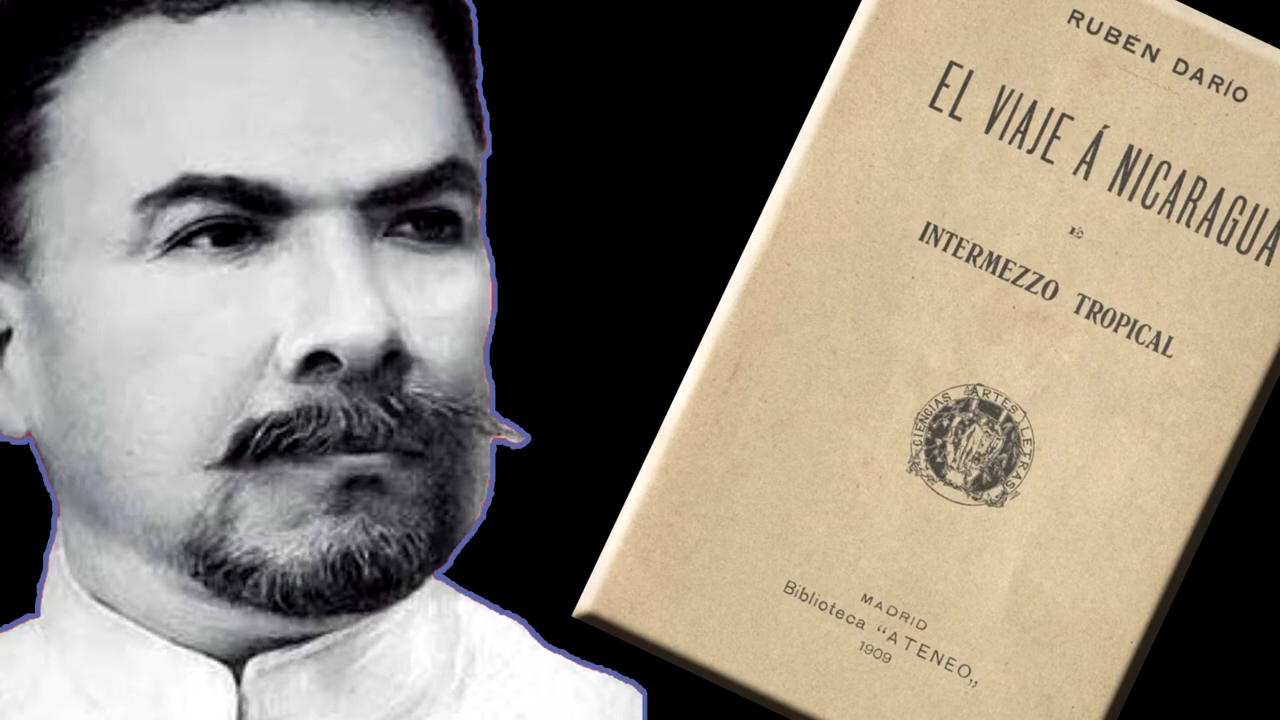 RUBÉN DARÍO
EL VIAJE Á NICARAGUA
É
INTERMEZZO TROPICAL
CIENCIAS ARTES LETRAS
MADRID
Biblioteca “ATENEO„
1909